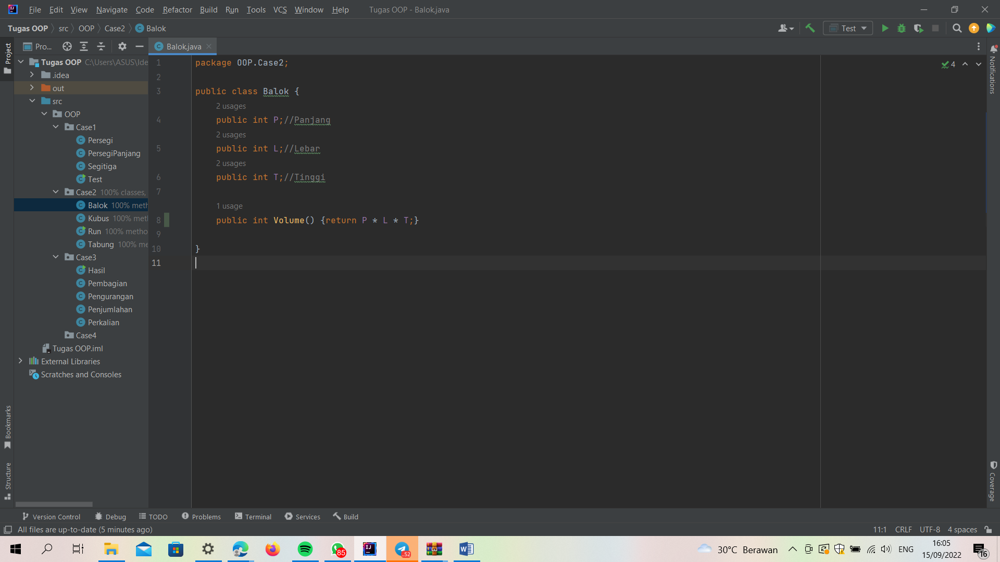 File Edit View Navigate Code Refactor Build Run Tools VCS Window Help Tugas OOP - Balok.java
Tugas OOP src OOP Case2 Balok Test
Project
Pro... Balok.java
Tugas OOP C:\Users\ASUS\Ide
.idea
out
src
OOP
Case1
Persegi
PersegiPanjang
Segitiga
Test
Case2 100% classes,
Balok 100% meth
Kubus 100% met
Run 100% metho
Tabung 100% me
Case3
Hasil
Pembagian
Pengurangan
Penjumlahan
Perkalian
Case4
Tugas OOP.iml
External Libraries
Scratches and Consoles
Bookmarks
Structure
1 package OOP.Case2;
2
3 public class Balok {
2 usages
4 public int P;//Panjang
2 usages
5 public int L;//Lebar
2 usages
6 public int T;//Tinggi
7
1 usage
8 public int Volume() {return P * L * T;}
9
10 }
11
4
Notifications
Coverage
Version Control Debug TODO Problems Terminal Services Build
All files are up-to-date (5 minutes ago) 11:1 CRLF UTF-8 4 spaces
85 IJ ..52 30°C Berawan ENG 16:05
15/09/2022 16